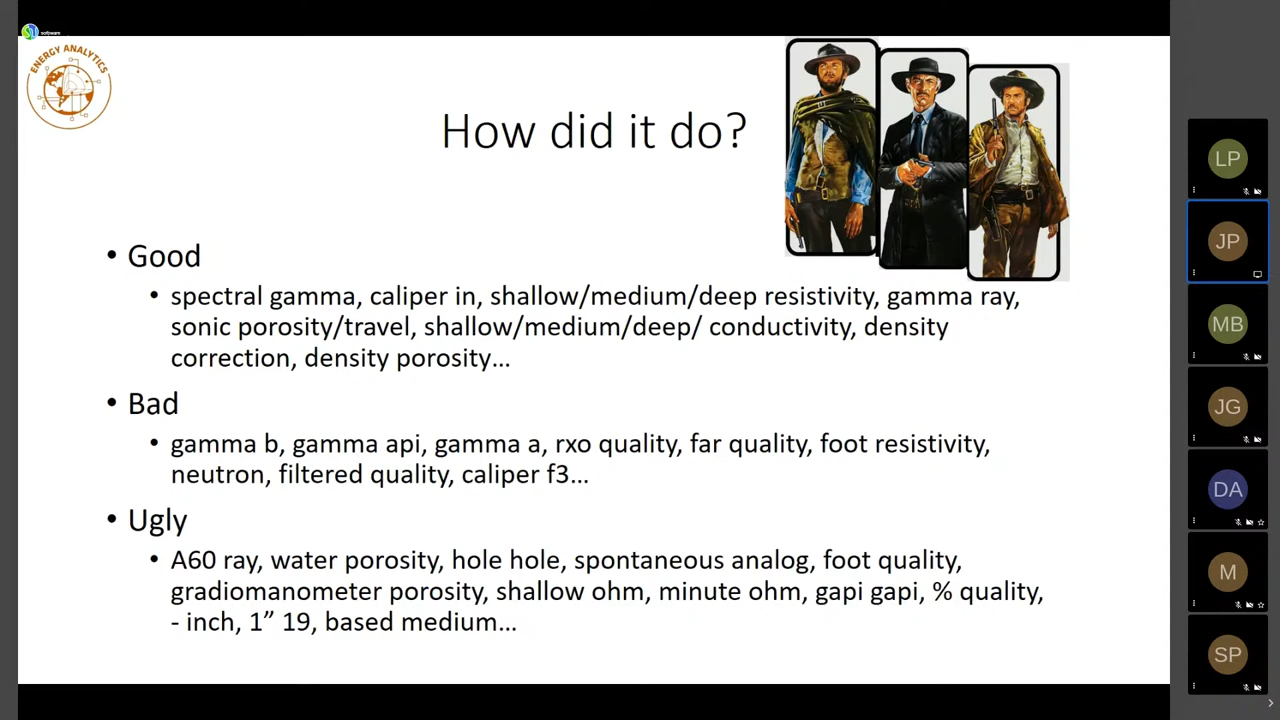 software
ENERGY ANALYTICS
How did it do?
• Good
• spectral gamma, caliper in, shallow/medium/deep resistivity, gamma ray,
sonic porosity/travel, shallow/medium/deep/ conductivity, density
correction, density porosity…
• Bad
• gamma b, gamma api, gamma a, rxo quality, far quality, foot resistivity,
neutron, filtered quality, caliper f3…
• Ugly
• A60 ray, water porosity, hole hole, spontaneous analog, foot quality,
gradiomanometer porosity, shallow ohm, minute ohm, gapi gapi, % quality,
- inch, 1” 19, based medium…
LP
JP
MB
JG
DA
M
SP